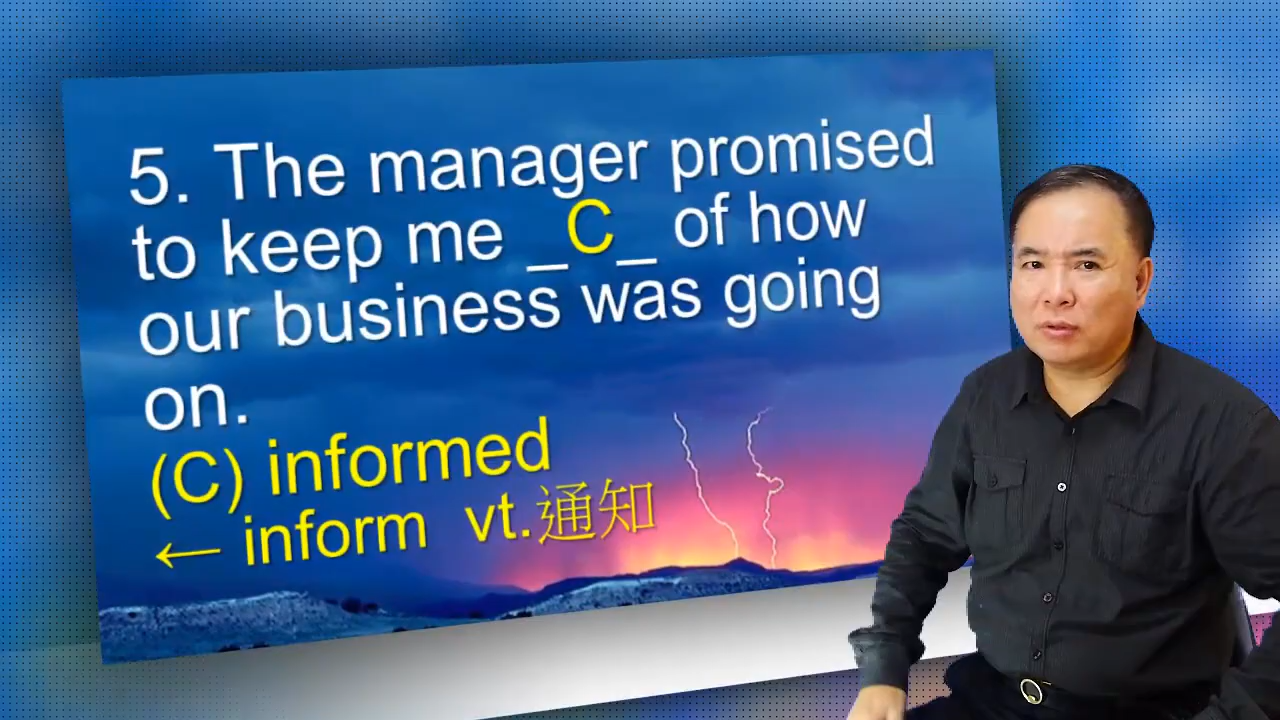 5. The manager promised
to keep me _C_ of how
our business was going
on.
(C) informed
← inform vt.通知